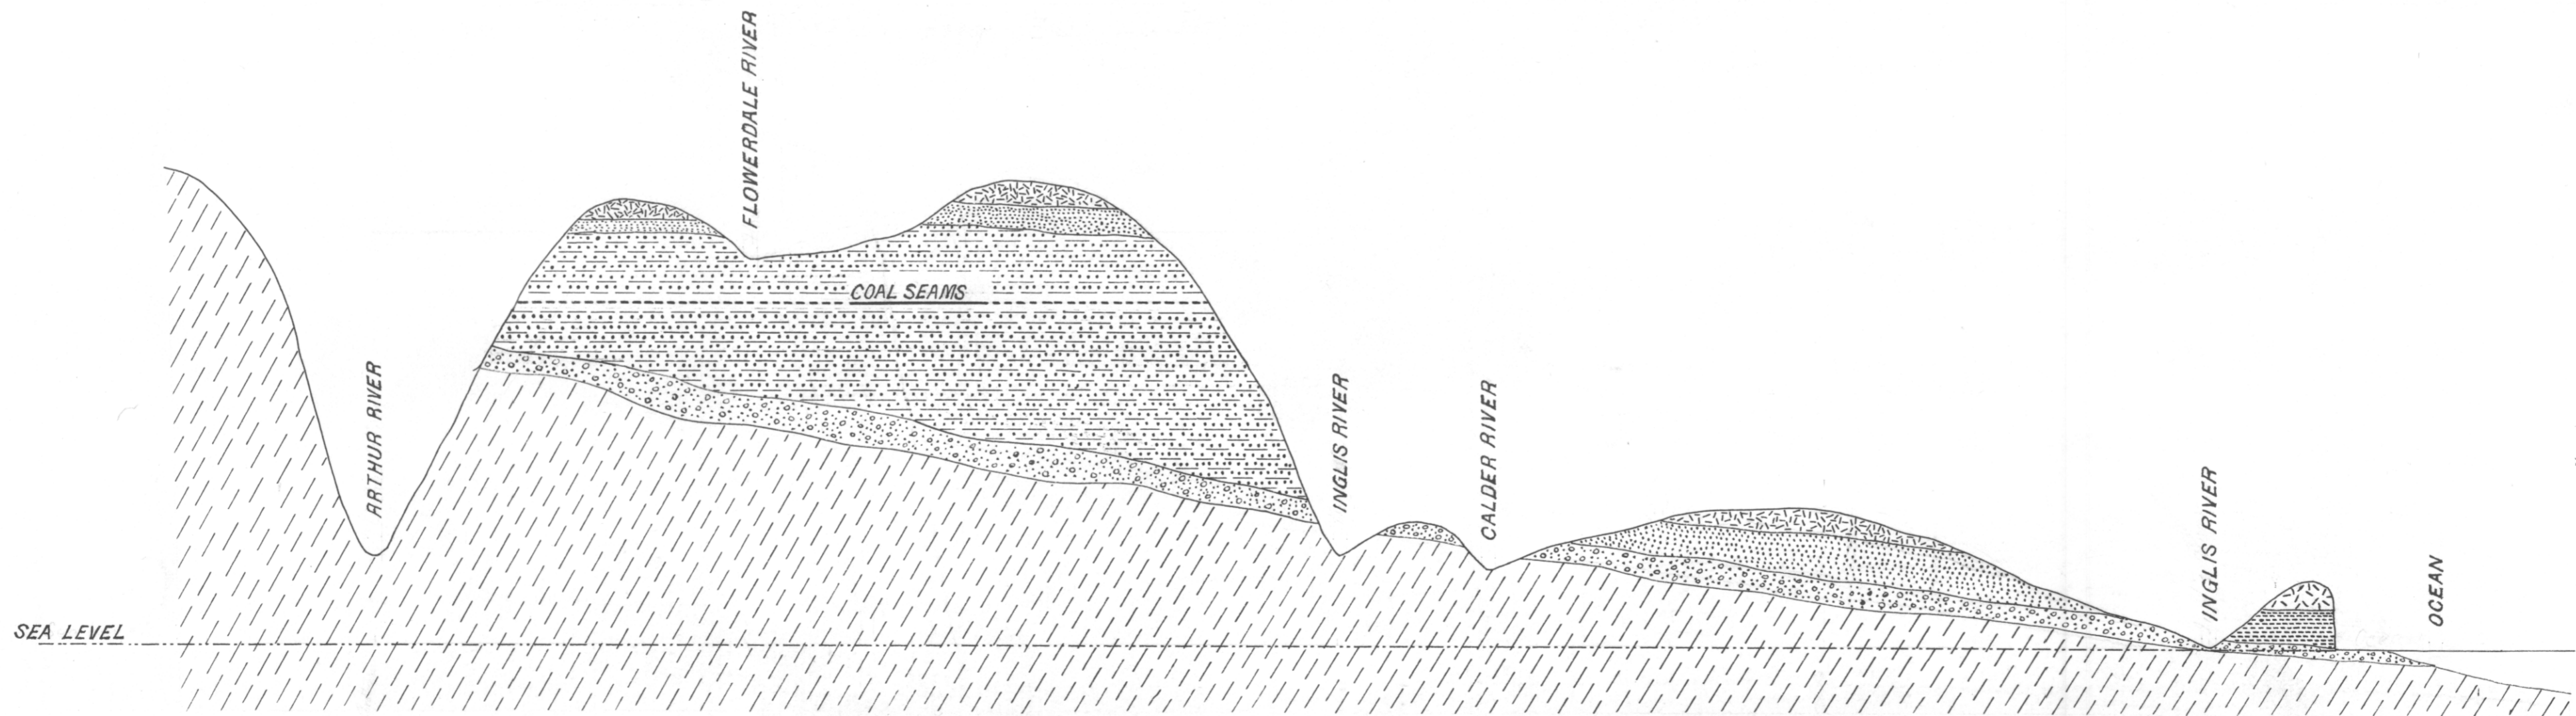 FLOWERDALE RIVER
COAL SEAMS
ARTHUR RIVER
INGLIS RIVER
CALDER RIVER
INGLIS RIVER
OCEAN
SEA LEVEL